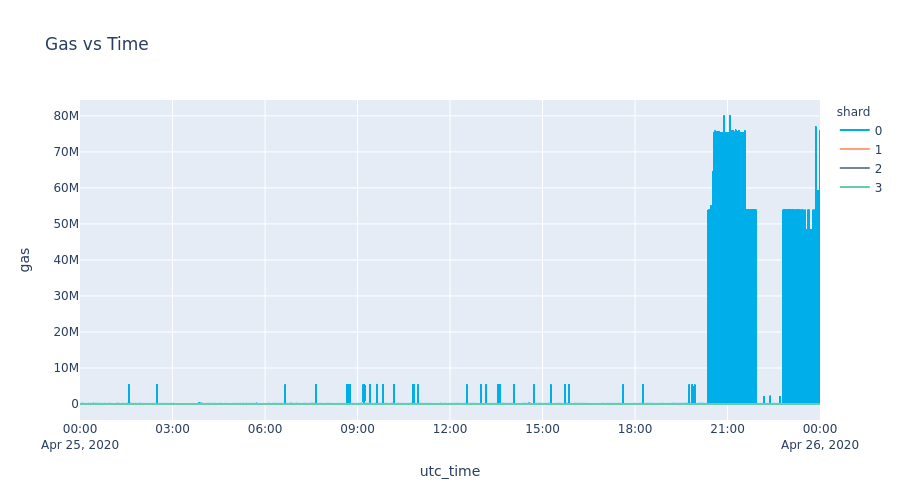 Gas vs Time
shard
0
1
2
3
80M
70M
60M
50M
40M
30M
20M
10M
0
gas
00:00 03:00 06:00 09:00 12:00 15:00 18:00 21:00 00:00
Apr 25, 2020 Apr 26, 2020
utc_time